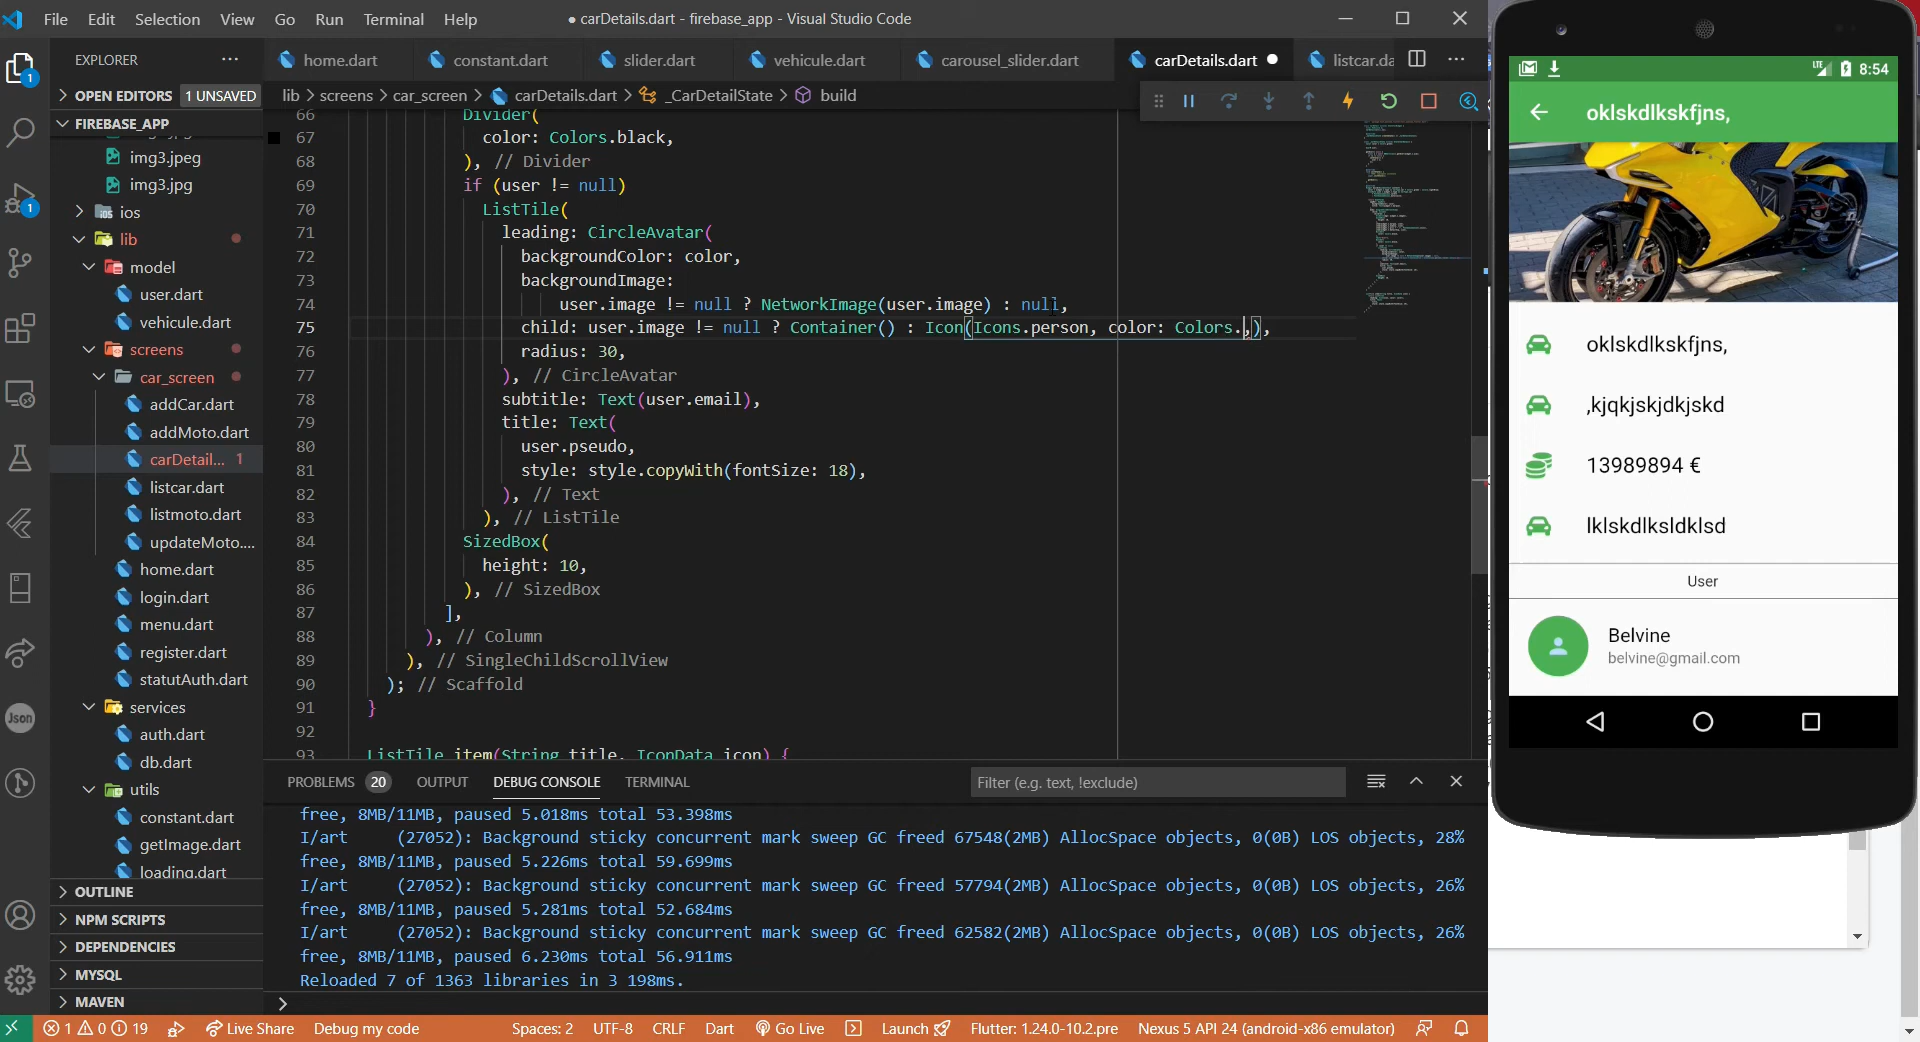 File Edit Selection View Go Run Terminal Help
● carDetails.dart - firebase_app - Visual Studio Code
EXPLORER
OPEN EDITORS 1 UNSAVED
FIREBASE_APP
img3.jpeg
img3.jpg
ios
lib
model
user.dart
vehicule.dart
screens
car_screen
addCar.dart
addMoto.dart
carDetail... 1
listcar.dart
listmoto.dart
updateMoto....
home.dart
login.dart
menu.dart
register.dart
statutAuth.dart
services
auth.dart
db.dart
utils
constant.dart
getImage.dart
loading.dart
OUTLINE
NPM SCRIPTS
DEPENDENCIES
MYSQL
MAVEN
1
1
Json
home.dart constant.dart slider.dart vehicule.dart carousel_slider.dart carDetails.dart ● listcar.da
lib > screens > car_screen > carDetails.dart > _CarDetailState > build
66 Divider(
67 color: Colors.black,
68 ), // Divider
69 if (user != null)
70 ListTile(
71 leading: CircleAvatar(
72 backgroundColor: color,
73 backgroundImage:
74 user.image != null ? NetworkImage(user.image) : null,
75 child: user.image != null ? Container() : Icon(Icons.person, color: Colors.,),
76 radius: 30,
77 ), // CircleAvatar
78 subtitle: Text(user.email),
79 title: Text(
80 user.pseudo,
81 style: style.copyWith(fontSize: 18),
82 ), // Text
83 ), // ListTile
84 SizedBox(
85 height: 10,
86 ), // SizedBox
87 ],
88 ), // Column
89 ), // SingleChildScrollView
90 ); // Scaffold
91 }
92
93 ListTile item(String title, IconData icon) {
PROBLEMS 20 OUTPUT DEBUG CONSOLE TERMINAL Filter (e.g. text, !exclude)
free, 8MB/11MB, paused 5.018ms total 53.398ms
I/art (27052): Background sticky concurrent mark sweep GC freed 67548(2MB) AllocSpace objects, 0(0B) LOS objects, 28%
free, 8MB/11MB, paused 5.226ms total 59.699ms
I/art (27052): Background sticky concurrent mark sweep GC freed 57794(2MB) AllocSpace objects, 0(0B) LOS objects, 26%
free, 8MB/11MB, paused 5.281ms total 52.684ms
I/art (27052): Background sticky concurrent mark sweep GC freed 62582(2MB) AllocSpace objects, 0(0B) LOS objects, 26%
free, 8MB/11MB, paused 6.230ms total 56.911ms
Reloaded 7 of 1363 libraries in 3 198ms.
1 0 19 Live Share Debug my code Spaces: 2 UTF-8 CRLF Dart Go Live Launch Flutter: 1.24.0-10.2.pre Nexus 5 API 24 (android-x86 emulator)
LTE 8:54
oklskdlkskfjns,
oklskdlkskfjns,
,kjqkjskjdkjskd
13989894 €
lklskdlksldklsd
User
Belvine
belvine@gmail.com